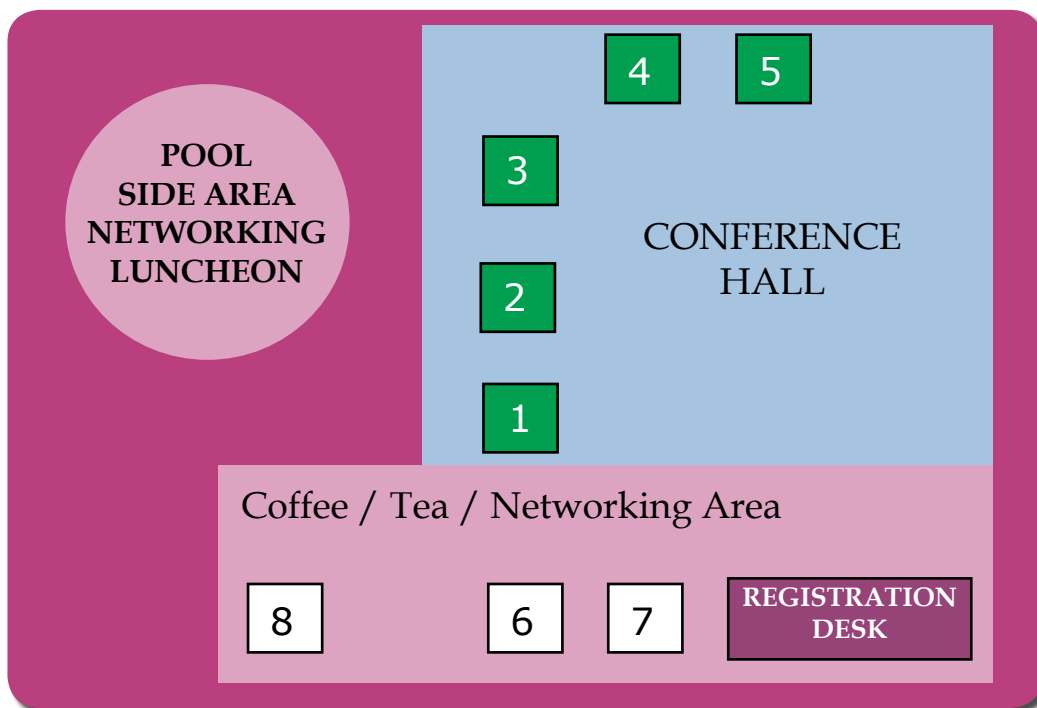 4 5
POOL
SIDE AREA
NETWORKING
LUNCHEON
3
CONFERENCE
HALL
2
1
Coffee / Tea / Networking Area
8 6 7
REGISTRATION
DESK